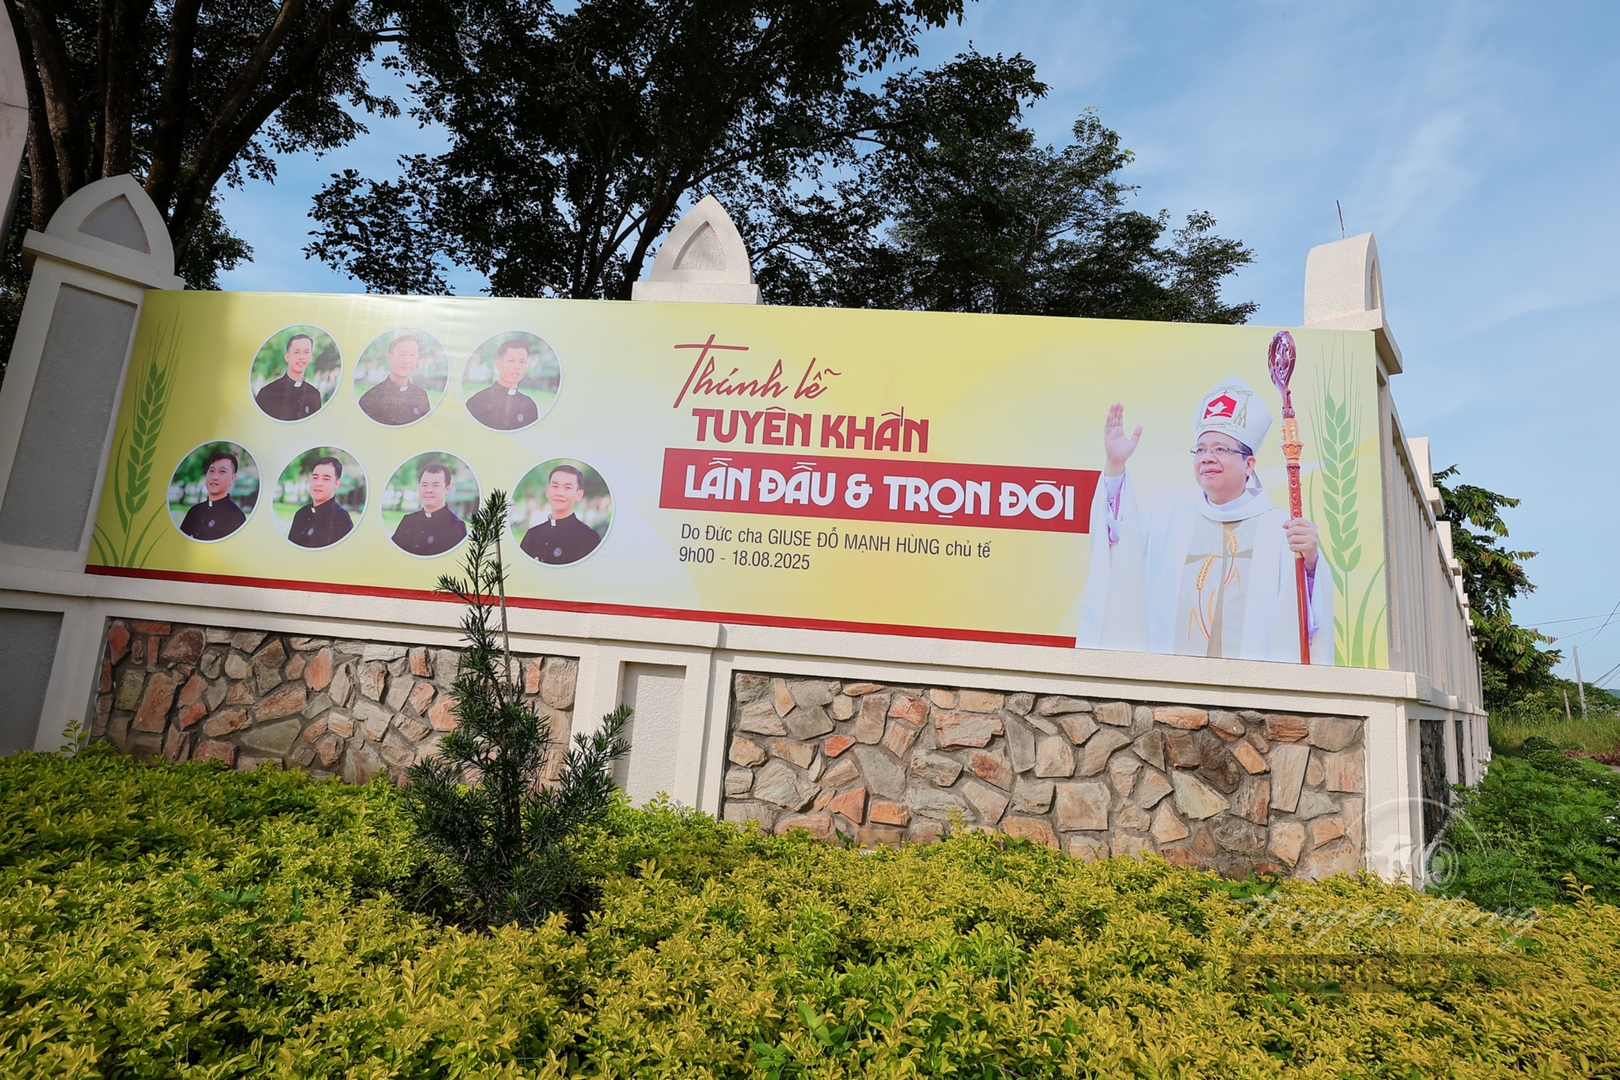 Thánh lễ
TUYÊN KHẤN
LẦN ĐẦU & TRỌN ĐỜI
Do Đức cha GIUSE ĐỖ MẠNH HÙNG chủ tế
9h00 - 18.08.2025